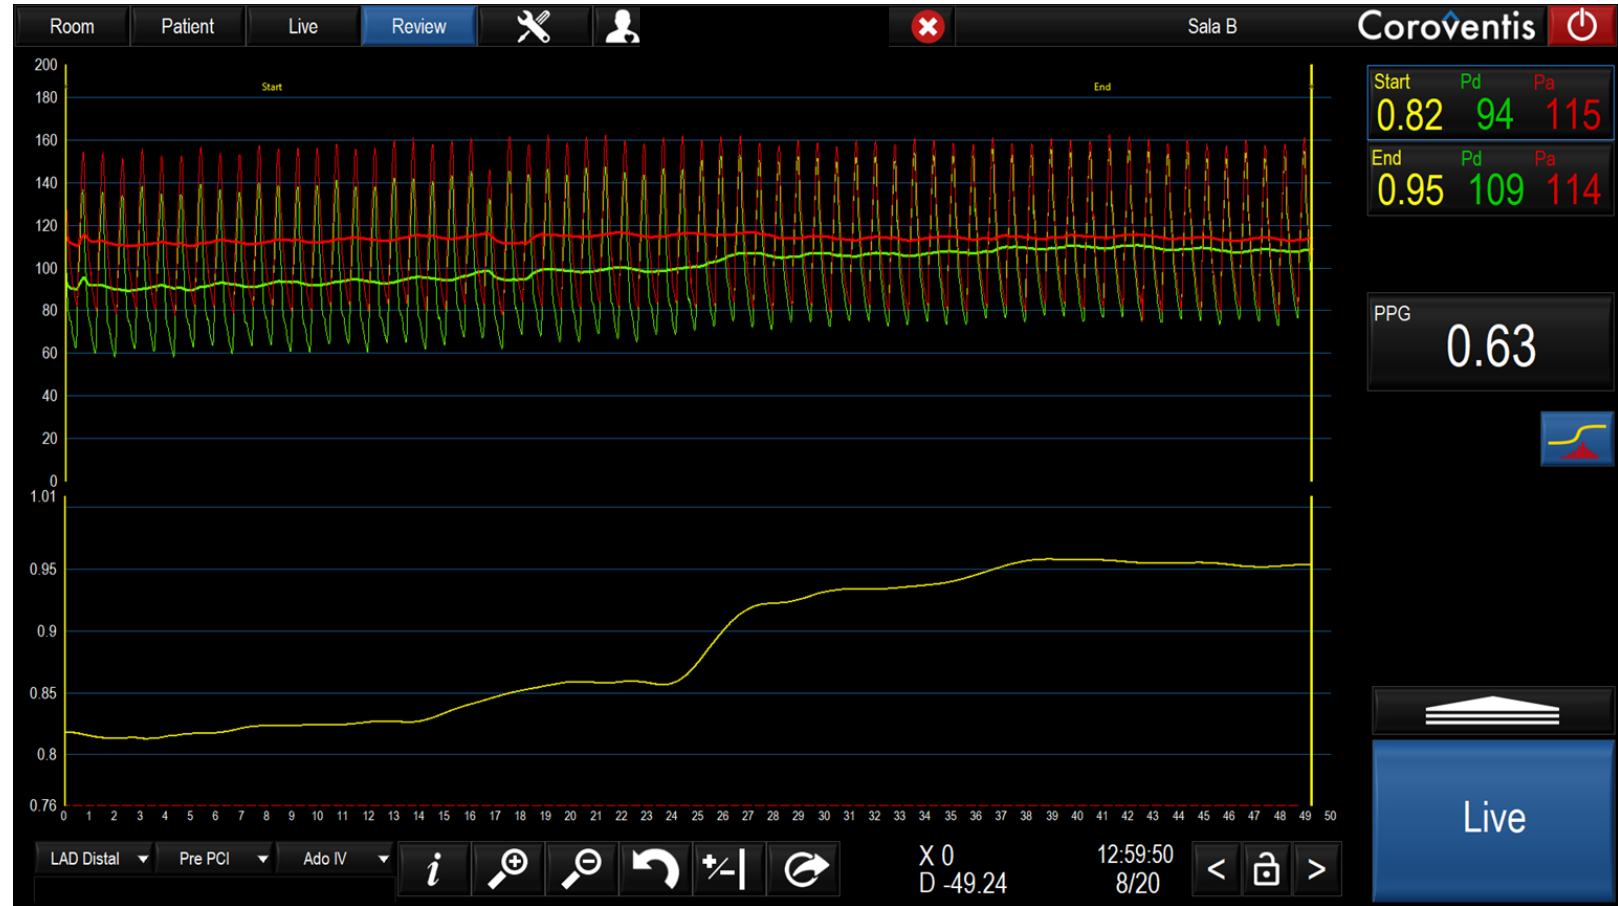 Room Patient Live Review Sala B Coroventis
200
180
160
140
120
100
80
60
40
20
0
Start End
Start Pd Pa
0.82 94 115
End Pd Pa
0.95 109 114
PPG
0.63
1.01
0.95
0.9
0.85
0.8
0.76
0 1 2 3 4 5 6 7 8 9 10 11 12 13 14 15 16 17 18 19 20 21 22 23 24 25 26 27 28 29 30 31 32 33 34 35 36 37 38 39 40 41 42 43 44 45 46 47 48 49 50
LAD Distal Pre PCI Ado IV i X 0 12:59:50 < >
D -49.24 8/20
Live